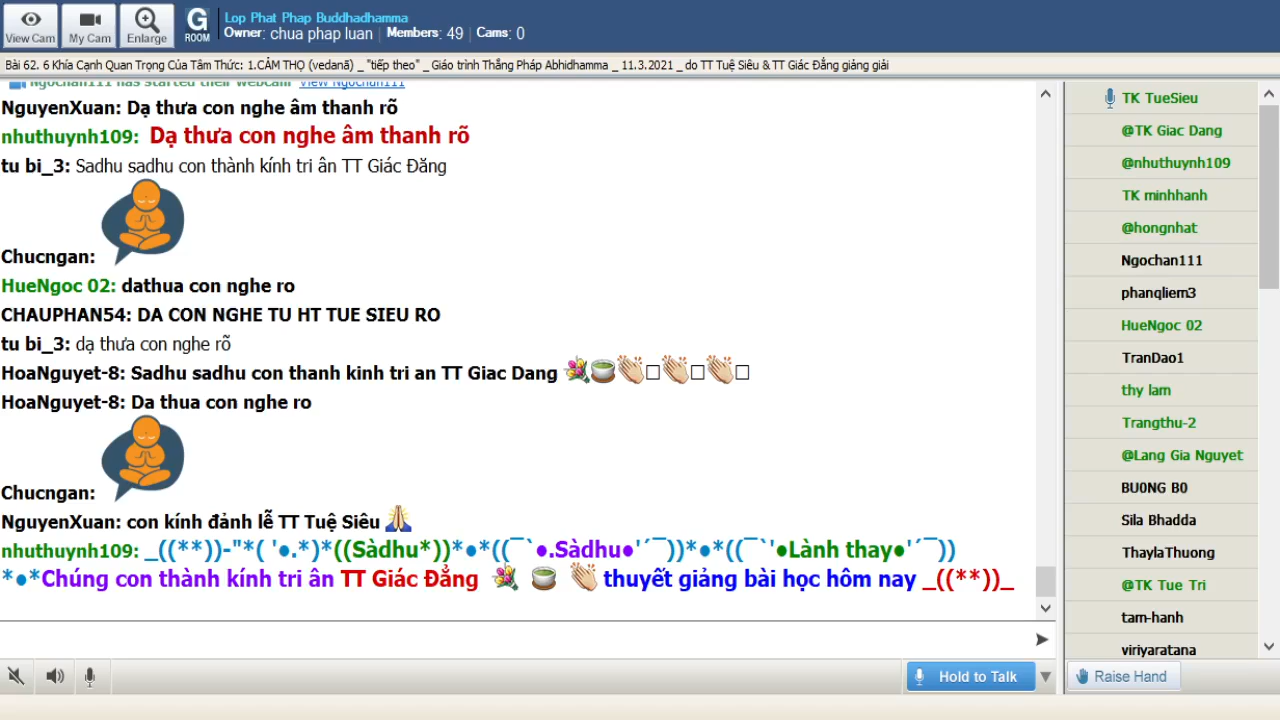 View Cam
My Cam
Enlarge
G
ROOM
Lop Phat Phap Buddhadhamma
Owner: chua phap luan | Members: 49 | Cams: 0
Bài 62. 6 Khía Cạnh Quan Trọng Của Tâm Thức: 1.CẢM THỌ (vedanā) _ "tiếp theo" _ Giáo trình Thắng Pháp Abhidhamma _ 11.3.2021 _ do TT Tuệ Siêu & TT Giác Đẳng giảng giải
Ngochan111 has started their webcam View Ngochan111
NguyenXuan: Dạ thưa con nghe âm thanh rõ
nhuthuynh109: Dạ thưa con nghe âm thanh rõ
tu bi_3: Sadhu sadhu con thành kính tri ân TT Giác Đăng
Chucngan:
HueNgoc 02: dathua con nghe ro
CHAUPHAN54: DA CON NGHE TU HT TUE SIEU RO
tu bi_3: dạ thưa con nghe rõ
HoaNguyet-8: Sadhu sadhu con thanh kinh tri an TT Giac Dang 💐🍵👏□👏□👏□
HoaNguyet-8: Da thua con nghe ro
Chucngan:
NguyenXuan: con kính đảnh lễ TT Tuệ Siêu 🙏
nhuthuynh109: _((**))-"*( '●.*)*((Sàdhu*))*●*((¯`●.Sàdhu●'´¯))*●*((¯`'●Lành thay●'´¯))
*●*Chúng con thành kính tri ân TT Giác Đẳng 💐 🍵 👏 thuyết giảng bài học hôm nay _((**))_
TK TueSieu
@TK Giac Dang
@nhuthuynh109
TK minhhanh
@hongnhat
Ngochan111
phanqliem3
HueNgoc 02
TranDao1
thy lam
Trangthu-2
@Lang Gia Nguyet
BU0NG B0
Sila Bhadda
ThaylaThuong
@TK Tue Tri
tam-hanh
viriyaratana
Hold to Talk
Raise Hand